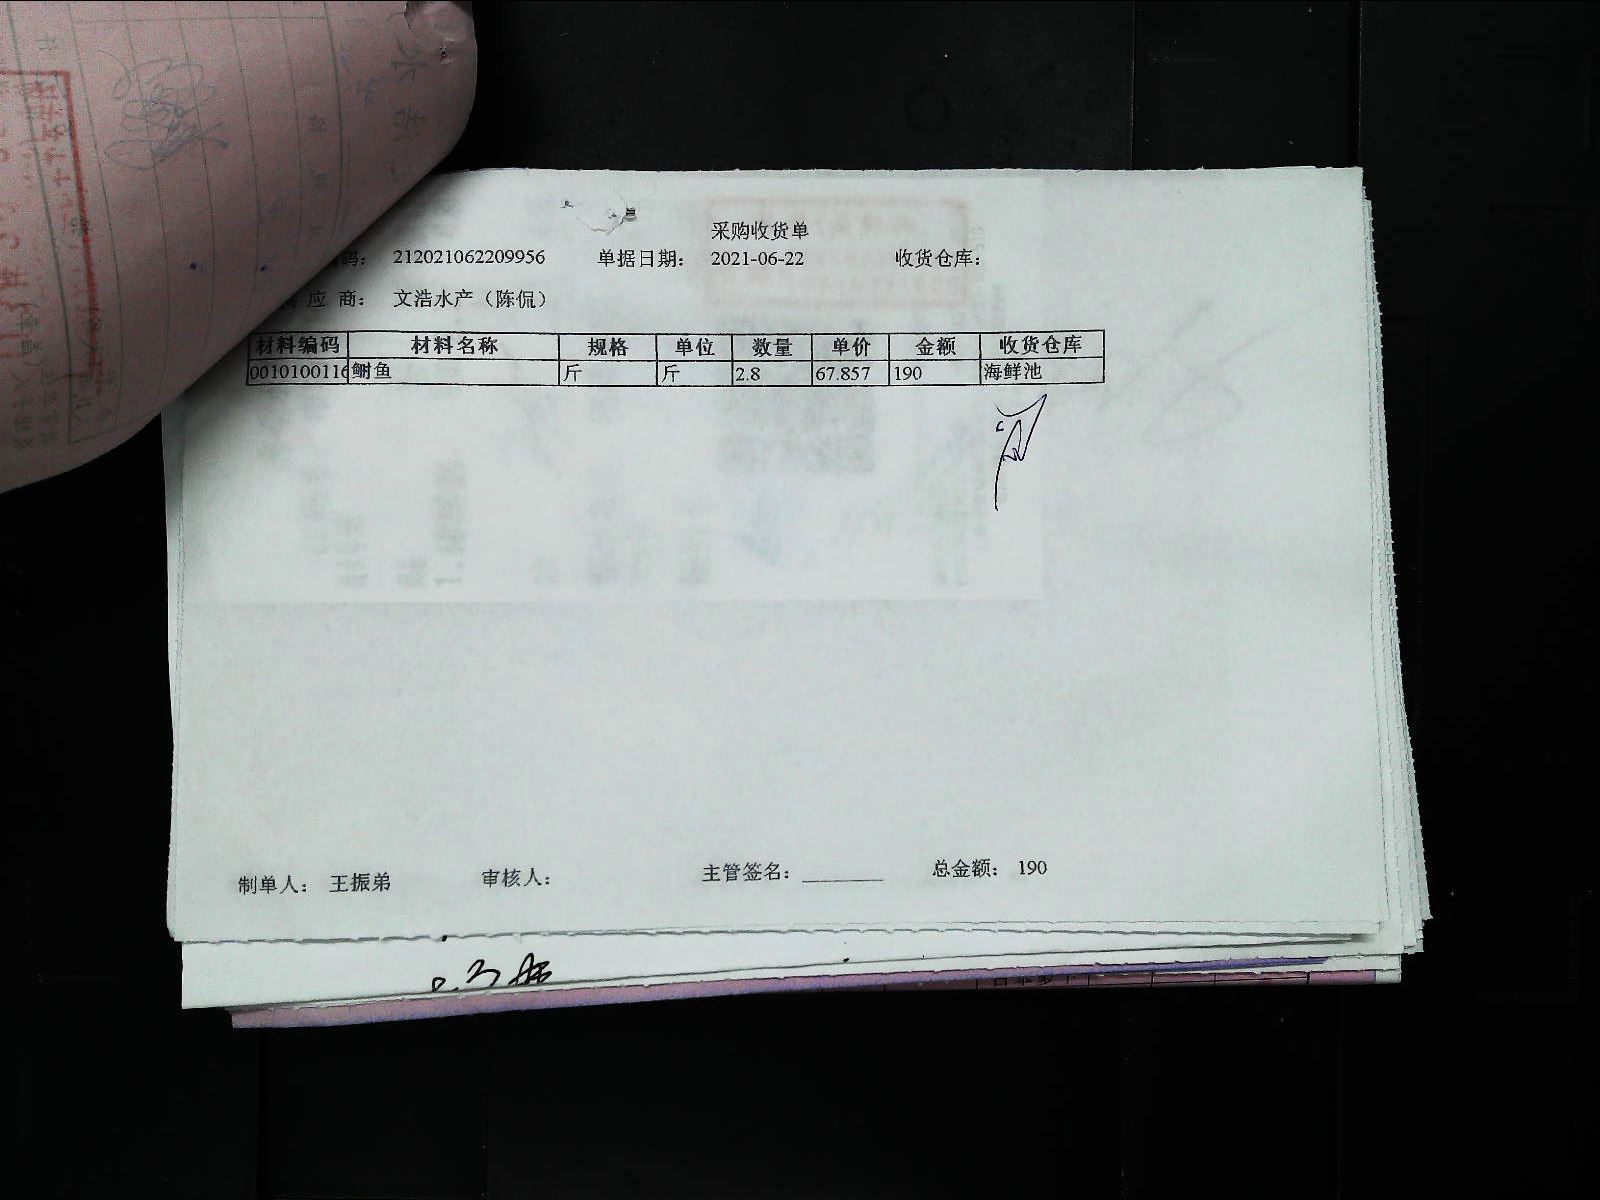 采购收货单
码： 212021062209956 单据日期： 2021-06-22 收货仓库：
应 商： 文浩水产（陈侃）
材料编码 材料名称 规格 单位 数量 单价 金额 收货仓库
0010100116 鲥鱼 斤 斤 2.8 67.857 190 海鲜池
制单人： 王振弟 审核人： 主管签名： 总金额： 190